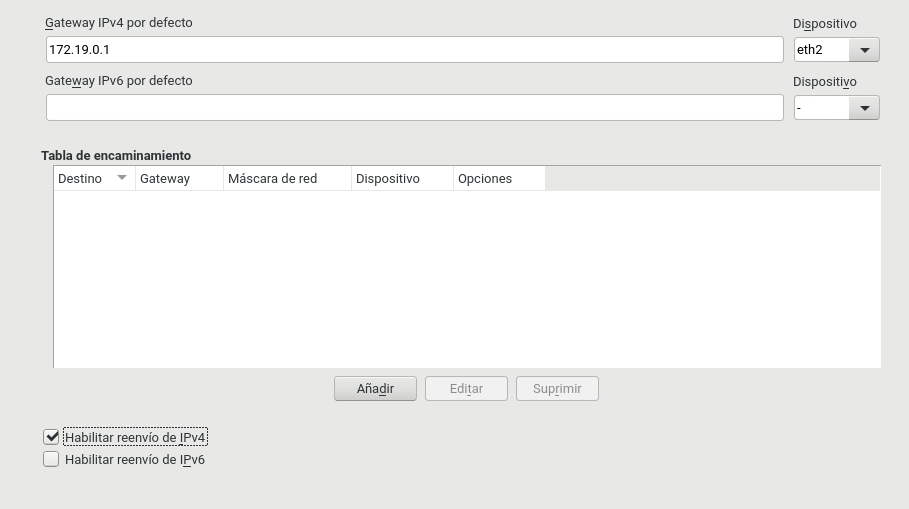 Gateway IPv4 por defecto Dispositivo
172.19.0.1 eth2
Gateway IPv6 por defecto Dispositivo
-
Tabla de encaminamiento
Destino Gateway Máscara de red Dispositivo Opciones
Añadir Editar Suprimir
Habilitar reenvío de IPv4
Habilitar reenvío de IPv6